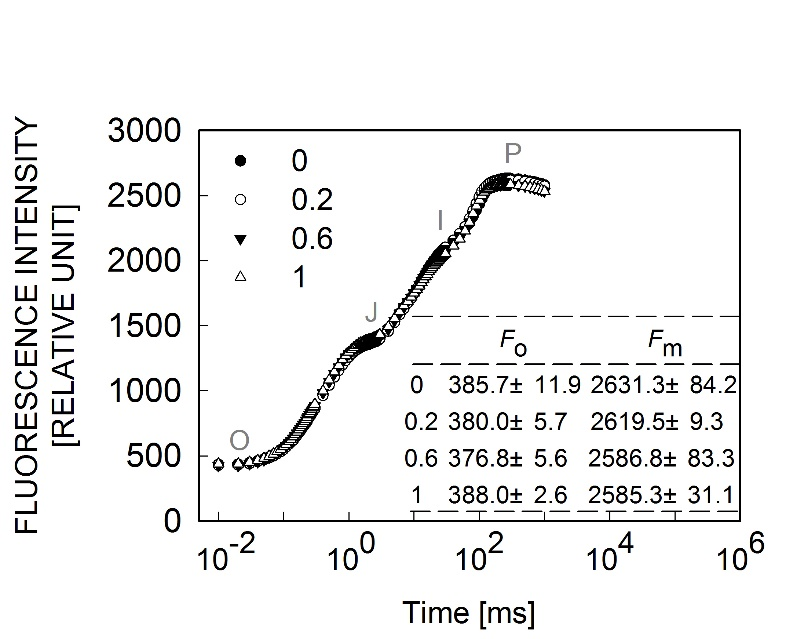 FLUORESCENCE INTENSITY
[RELATIVE UNIT]
3000
2500
2000
1500
1000
500
0
0
0.2
0.6
1
O
J
I
P
Fo Fm
0 385.7± 11.9 2631.3± 84.2
0.2 380.0± 5.7 2619.5± 9.3
0.6 376.8± 5.6 2586.8± 83.3
1 388.0± 2.6 2585.3± 31.1
10-2 100 102 104 106
Time [ms]